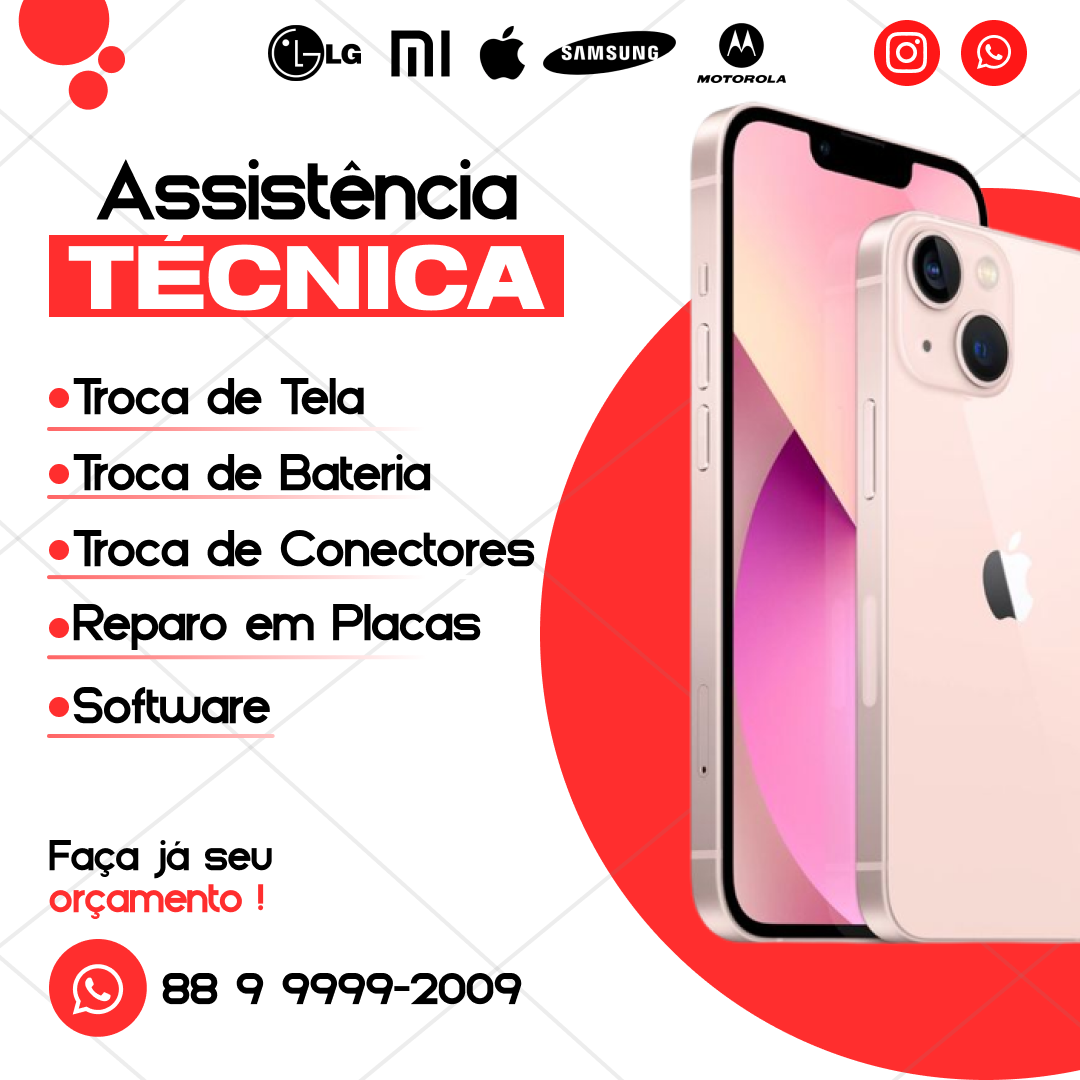 LG MI SAMSUNG MOTOROLA
Assistência
TÉCNICA
Troca de Tela
Troca de Bateria
Troca de Conectores
Reparo em Placas
Software
Faça já seu
orçamento !
88 9 9999-2009